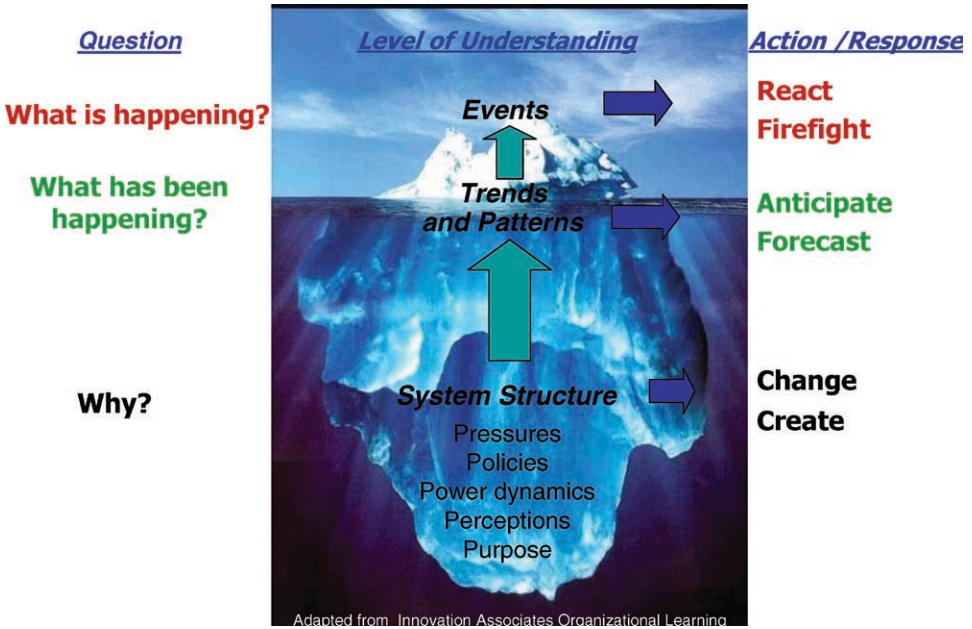 Question
Level of Understanding
Action /Response
What is happening?
Events
React
Firefight
What has been
happening?
Trends
and Patterns
Anticipate
Forecast
Why?
System Structure
Change
Create
Pressures
Policies
Power dynamics
Perceptions
Purpose
Adapted from Innovation Associates Organizational Learning